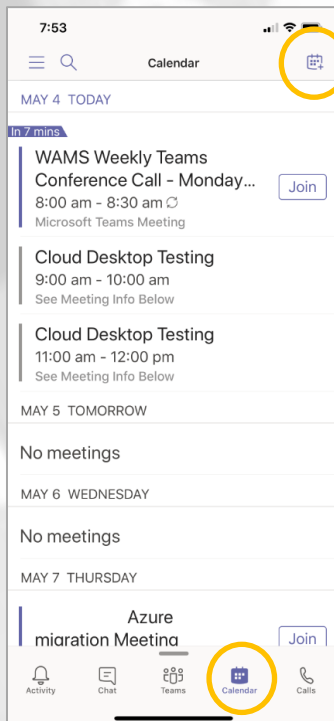 7:53
Calendar
MAY 4 TODAY
In 7 mins
WAMS Weekly Teams
Conference Call - Monday...
Join
8:00 am - 8:30 am
Microsoft Teams Meeting
Cloud Desktop Testing
9:00 am - 10:00 am
See Meeting Info Below
Cloud Desktop Testing
11:00 am - 12:00 pm
See Meeting Info Below
MAY 5 TOMORROW
No meetings
MAY 6 WEDNESDAY
No meetings
MAY 7 THURSDAY
Azure
migration Meeting
Join
Activity
Chat
Teams
Calendar
Calls